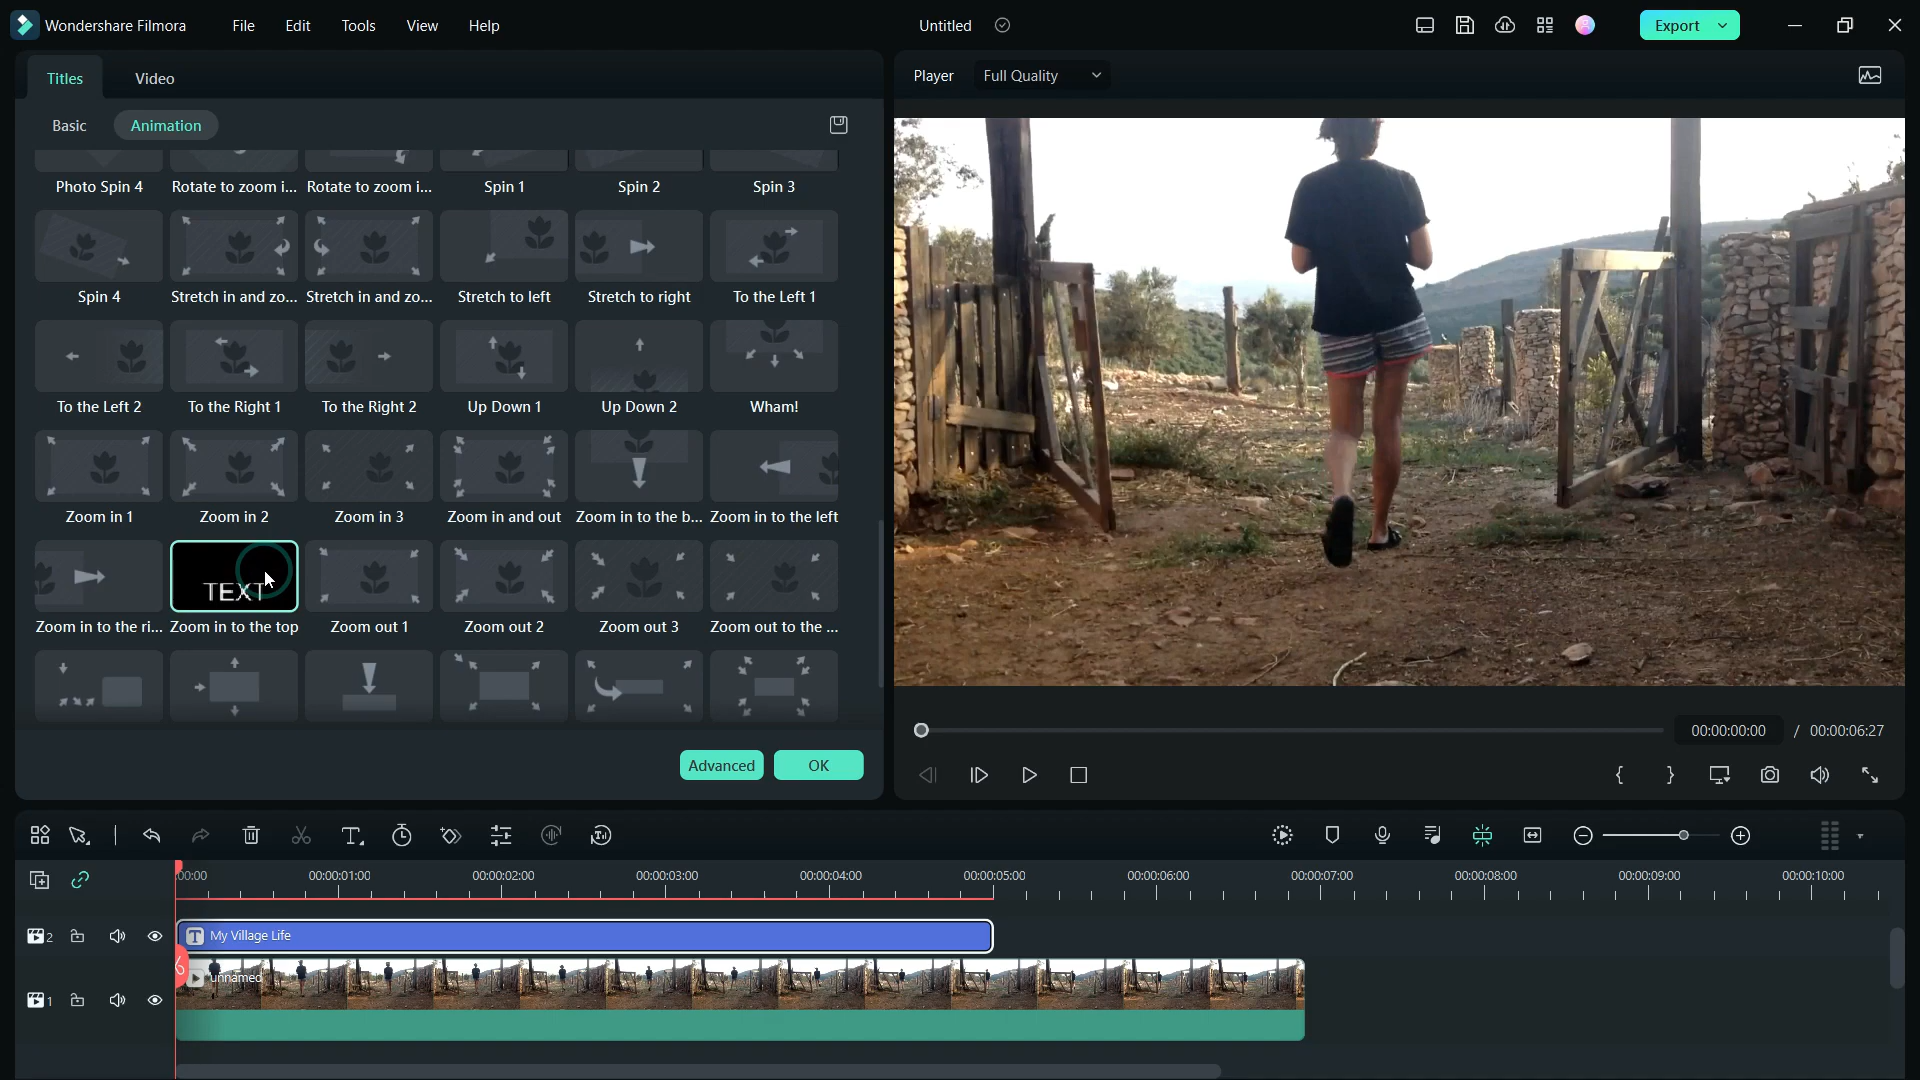 Wondershare Filmora File Edit Tools View Help Untitled Export
Titles Video
Player Full Quality
Basic Animation
Photo Spin 4 Rotate to zoom i... Rotate to zoom i... Spin 1 Spin 2 Spin 3
Spin 4 Stretch in and zo... Stretch in and zo... Stretch to left Stretch to right To the Left 1
To the Left 2 To the Right 1 To the Right 2 Up Down 1 Up Down 2 Wham!
Zoom in 1 Zoom in 2 Zoom in 3 Zoom in and out Zoom in to the b... Zoom in to the left
TEXT
Zoom in to the ri... Zoom in to the top Zoom out 1 Zoom out 2 Zoom out 3 Zoom out to the ...
00:00:00:00 / 00:00:06:27
Advanced OK
:00:00 00:00:01:00 00:00:02:00 00:00:03:00 00:00:04:00 00:00:05:00 00:00:06:00 00:00:07:00 00:00:08:00 00:00:09:00 00:00:10:00
2 T My Village Life
unnamed
1